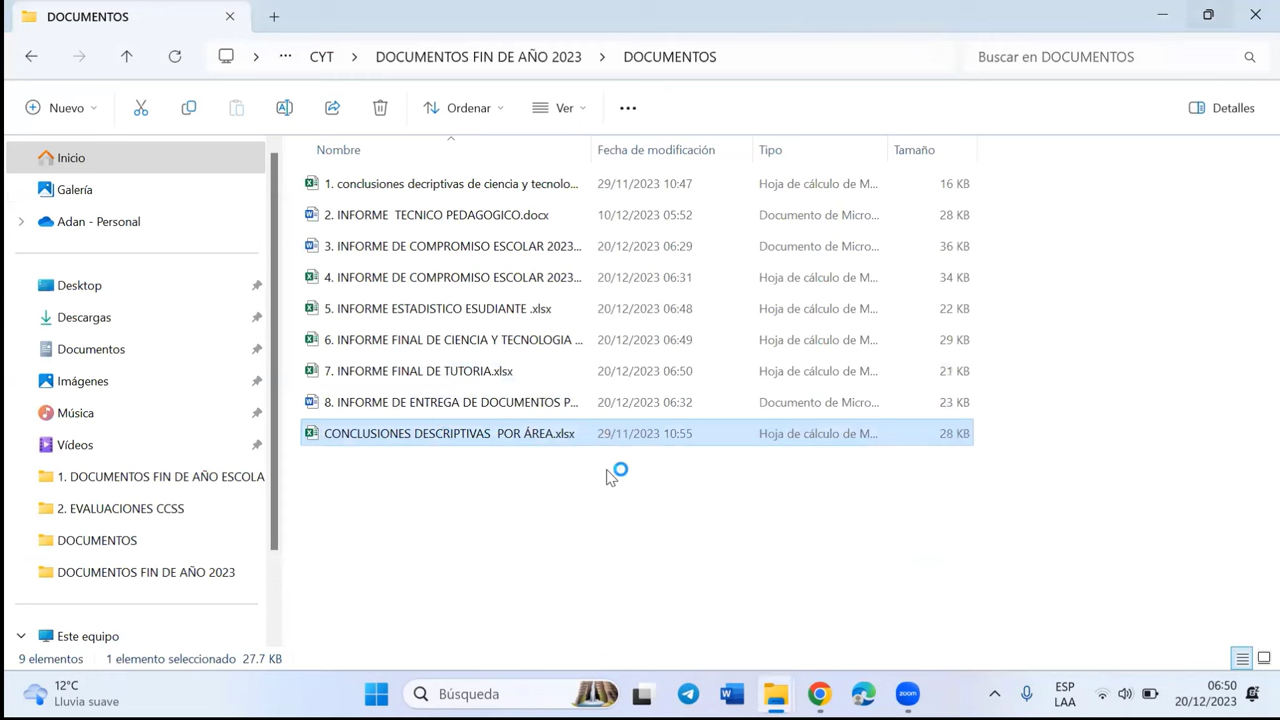 DOCUMENTOS
CYT DOCUMENTOS FIN DE AÑO 2023 DOCUMENTOS
Buscar en DOCUMENTOS
Nuevo
Ordenar
Ver
Detalles
Inicio
Galería
Adan - Personal
Desktop
Descargas
Documentos
Imágenes
Música
Vídeos
1. DOCUMENTOS FIN DE AÑO ESCOLA
2. EVALUACIONES CCSS
DOCUMENTOS
DOCUMENTOS FIN DE AÑO 2023
Este equipo
Nombre Fecha de modificación Tipo Tamaño
1. conclusiones decriptivas de ciencia y tecnolo... 29/11/2023 10:47 Hoja de cálculo de M... 16 KB
2. INFORME TECNICO PEDAGOGICO.docx 10/12/2023 05:52 Documento de Micro... 28 KB
3. INFORME DE COMPROMISO ESCOLAR 2023... 20/12/2023 06:29 Documento de Micro... 36 KB
4. INFORME DE COMPROMISO ESCOLAR 2023... 20/12/2023 06:31 Hoja de cálculo de M... 34 KB
5. INFORME ESTADISTICO ESUDIANTE .xlsx 20/12/2023 06:48 Hoja de cálculo de M... 22 KB
6. INFORME FINAL DE CIENCIA Y TECNOLOGIA ... 20/12/2023 06:49 Hoja de cálculo de M... 29 KB
7. INFORME FINAL DE TUTORIA.xlsx 20/12/2023 06:50 Hoja de cálculo de M... 21 KB
8. INFORME DE ENTREGA DE DOCUMENTOS P... 20/12/2023 06:32 Documento de Micro... 23 KB
CONCLUSIONES DESCRIPTIVAS POR ÁREA.xlsx 29/11/2023 10:55 Hoja de cálculo de M... 28 KB
9 elementos 1 elemento seleccionado 27.7 KB
12°C
Lluvia suave
Búsqueda
zoom
ESP
LAA
06:50
20/12/2023